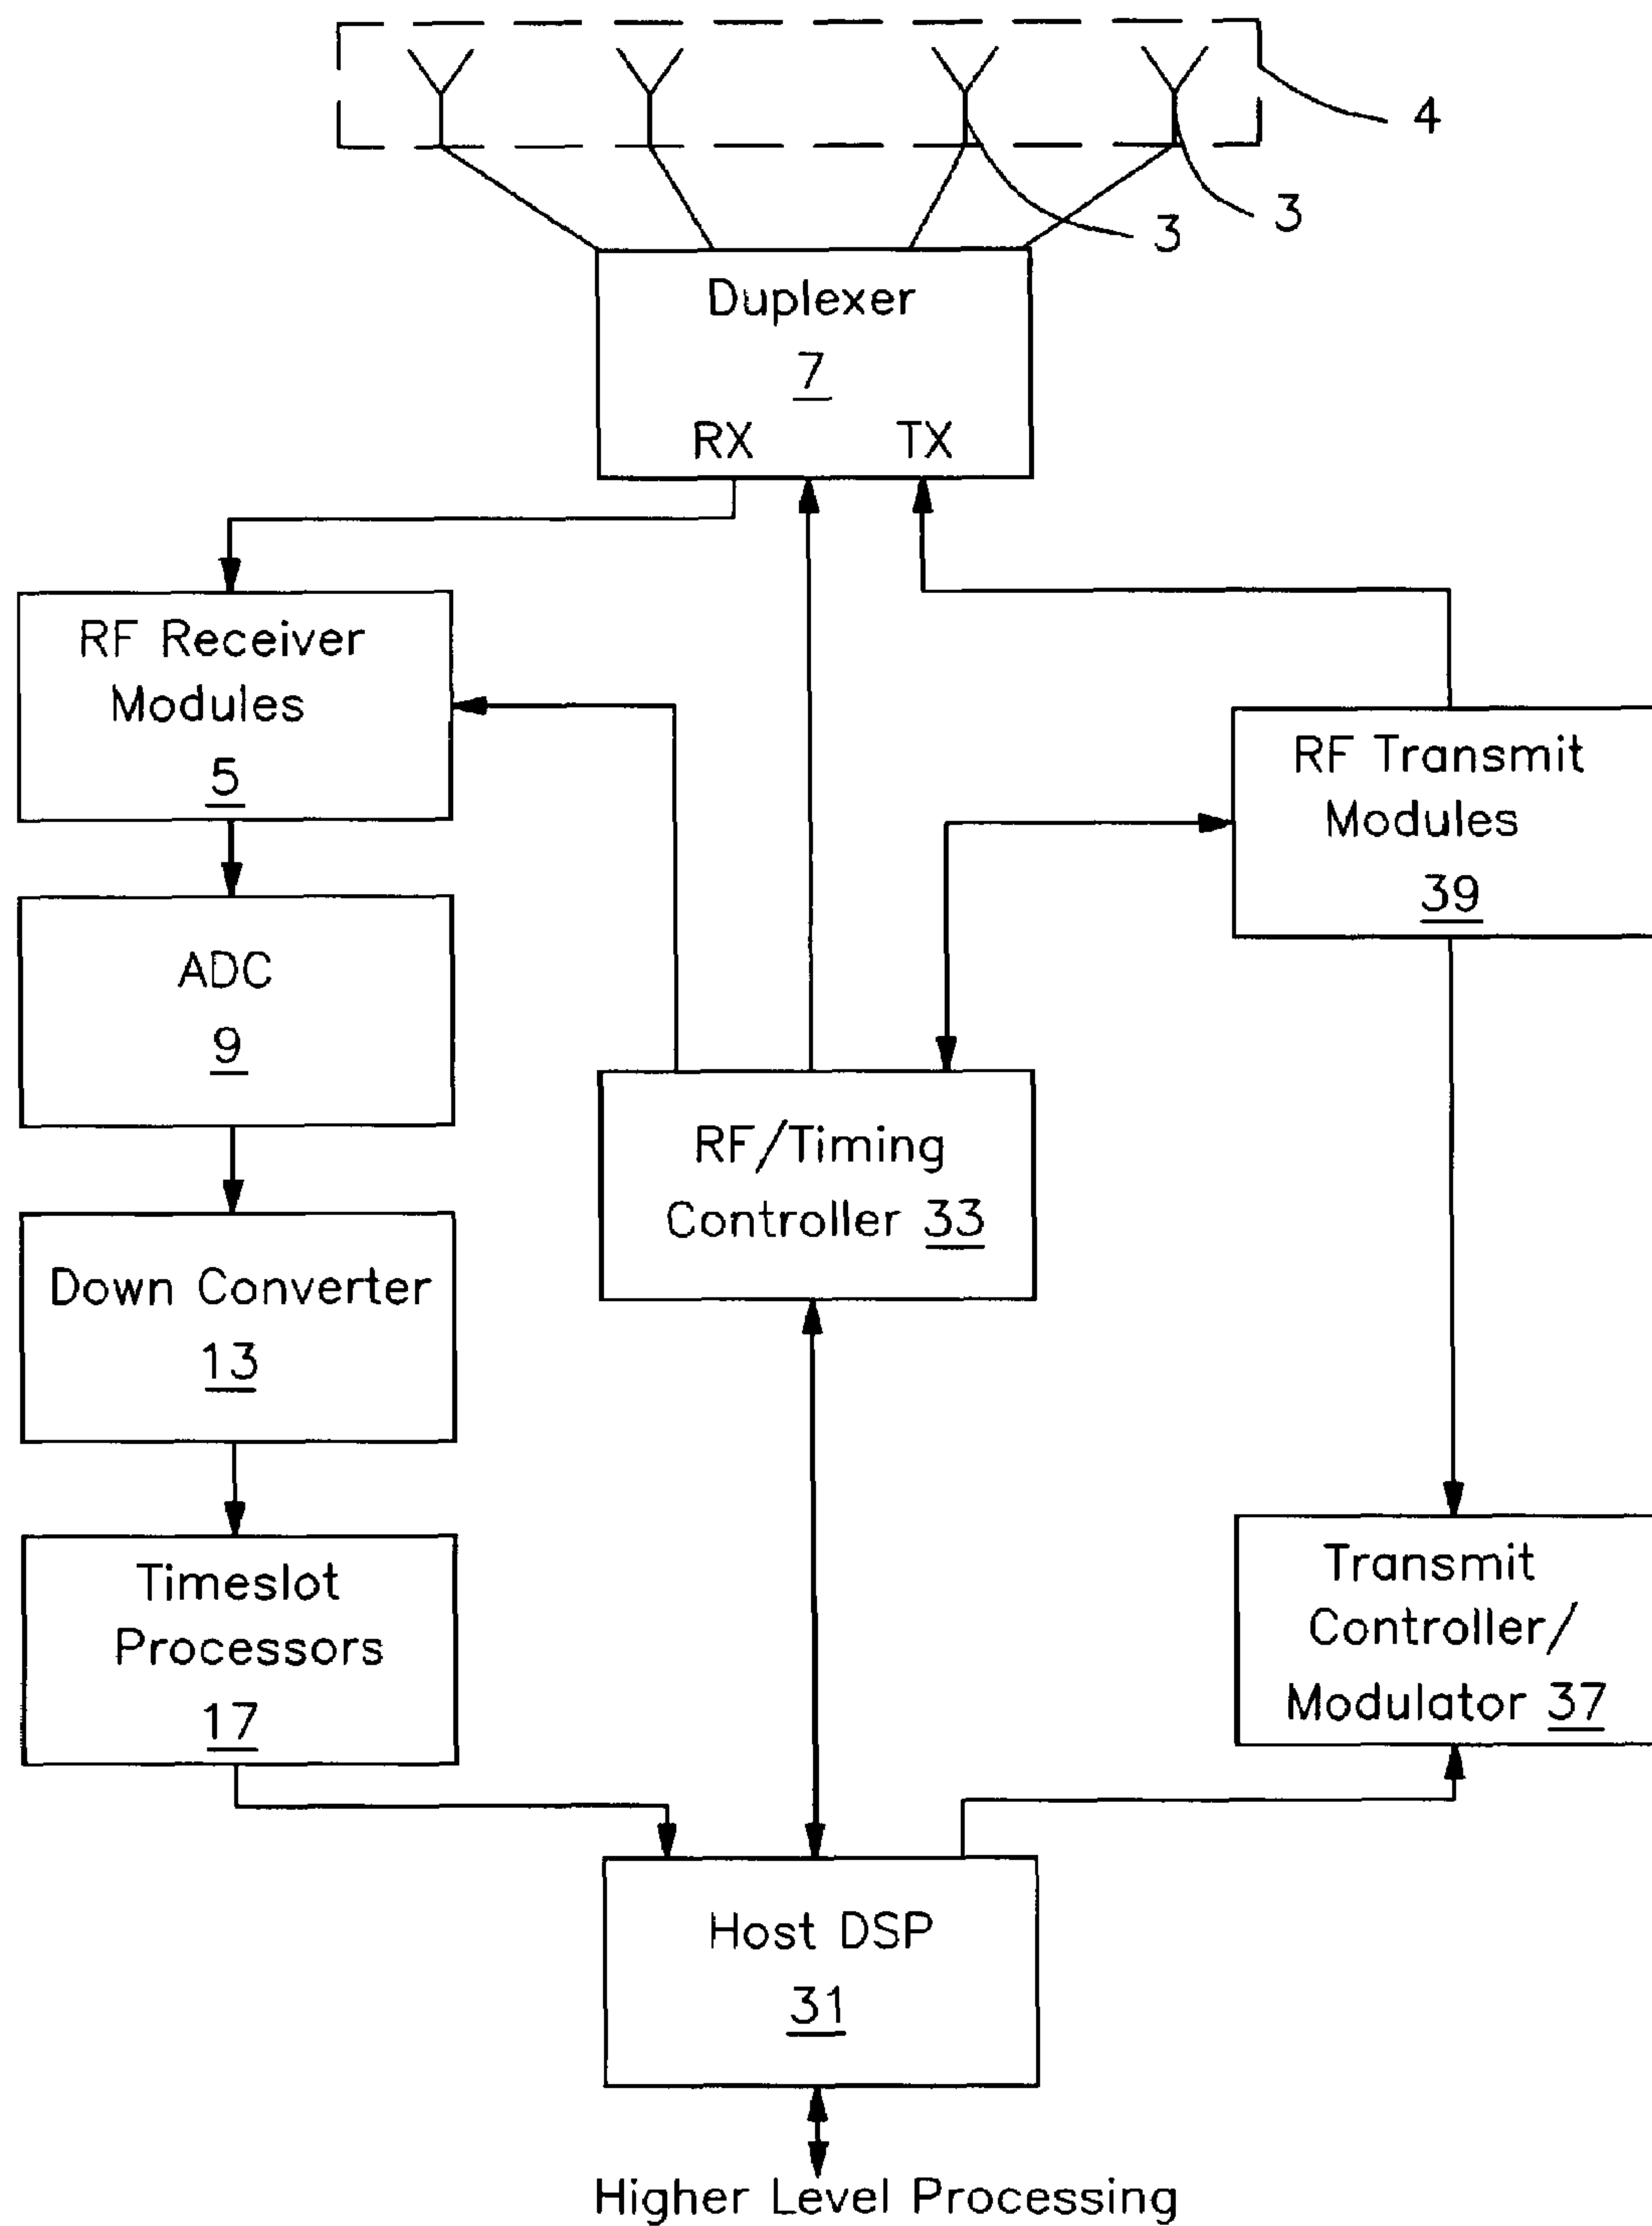 4
3
3
Duplexer
7
RX TX
RF Receiver
Modules
5
RF Transmit
Modules
39
ADC
9
RF/Timing
Controller 33
Down Converter
13
Timeslot
Processors
17
Transmit
Controller/
Modulator 37
Host DSP
31
Higher Level Processing